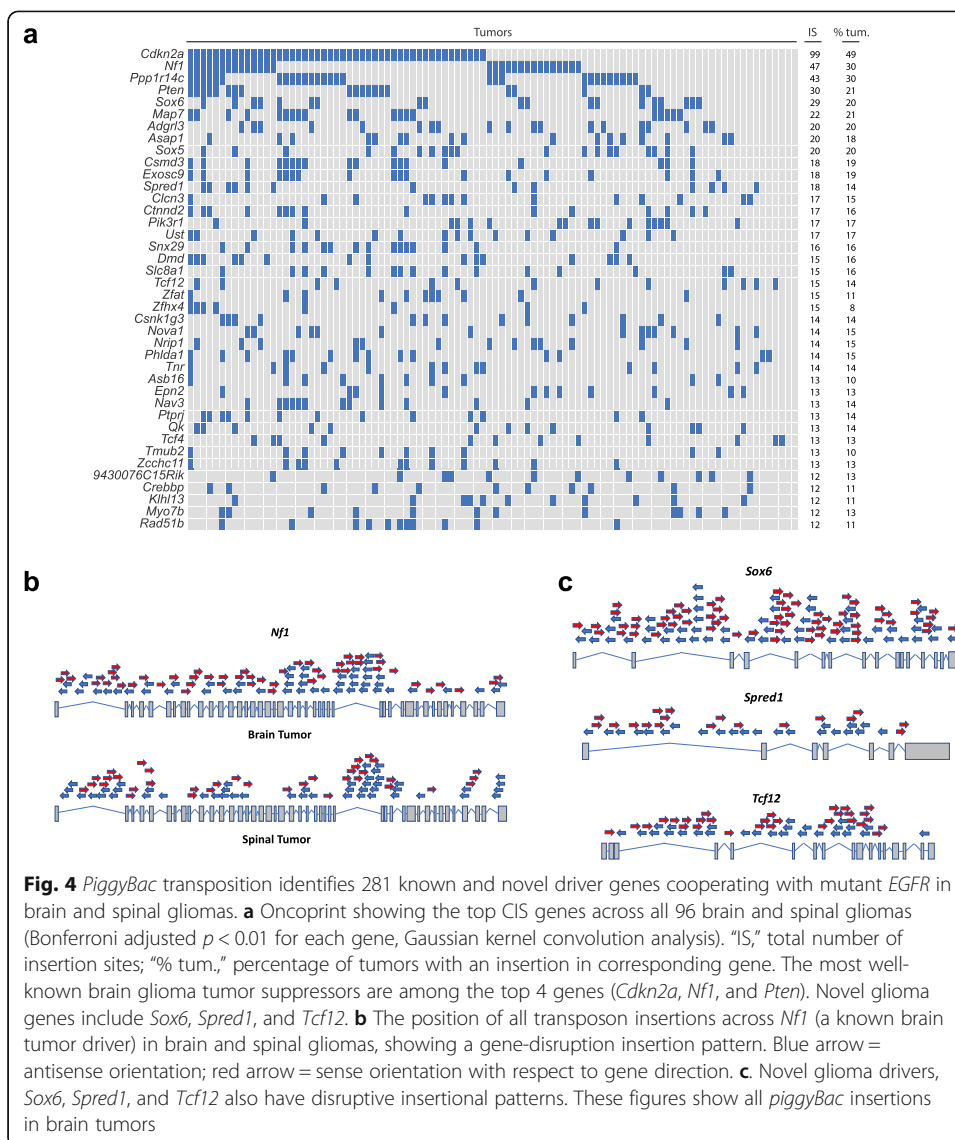 a
Tumors IS % tum.
Cdkn2a 99 49
Nf1 47 30
Ppp1r14c 43 30
Pten 30 21
Sox6 29 20
Map7 22 21
Adgrl3 20 20
Asap1 20 18
Sox5 20 20
Csmd3 18 19
Exosc9 18 19
Spred1 18 14
Clcn3 17 15
Ctnnd2 17 16
Pik3r1 17 17
Ust 17 17
Snx29 16 16
Dmd 15 16
Slc8a1 15 16
Tcf12 15 14
Zfat 15 11
Zfhx4 15 8
Csnk1g3 14 14
Nova1 14 15
Nrip1 14 15
Phlda1 14 15
Tnr 14 14
Asb16 13 10
Epn2 13 13
Nav3 13 14
Ptprj 13 14
Qk 13 14
Tcf4 13 13
Tmub2 13 10
Zcchc11 13 13
9430076C15Rik 12 13
Crebbp 12 11
Klhl13 12 11
Myo7b 12 13
Rad51b 12 11
b
Nf1
Brain Tumor
Spinal Tumor
c
Sox6
Spred1
Tcf12
Fig. 4 PiggyBac transposition identifies 281 known and novel driver genes cooperating with mutant EGFR in
brain and spinal gliomas. a Oncoprint showing the top CIS genes across all 96 brain and spinal gliomas
(Bonferroni adjusted p < 0.01 for each gene, Gaussian kernel convolution analysis). “IS,” total number of
insertion sites; “% tum.,” percentage of tumors with an insertion in corresponding gene. The most well-
known brain glioma tumor suppressors are among the top 4 genes (Cdkn2a, Nf1, and Pten). Novel glioma
genes include Sox6, Spred1, and Tcf12. b The position of all transposon insertions across Nf1 (a known brain
tumor driver) in brain and spinal gliomas, showing a gene-disruption insertion pattern. Blue arrow =
antisense orientation; red arrow = sense orientation with respect to gene direction. c. Novel glioma drivers,
Sox6, Spred1, and Tcf12 also have disruptive insertional patterns. These figures show all piggyBac insertions
in brain tumors